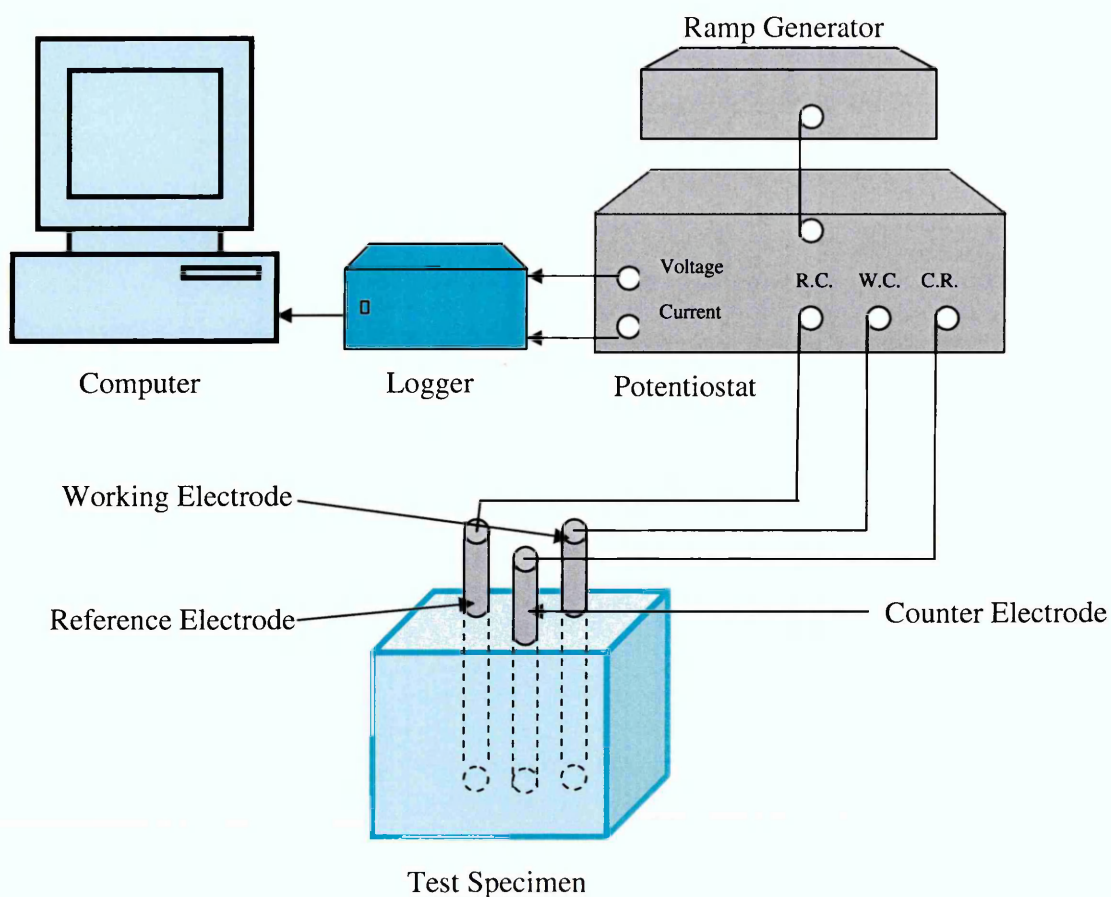 Ramp Generator
Voltage
R.C. W.C. C.R.
Current
Computer
Logger
Potentiostat
Working Electrode
Reference Electrode
Counter Electrode
Test Specimen